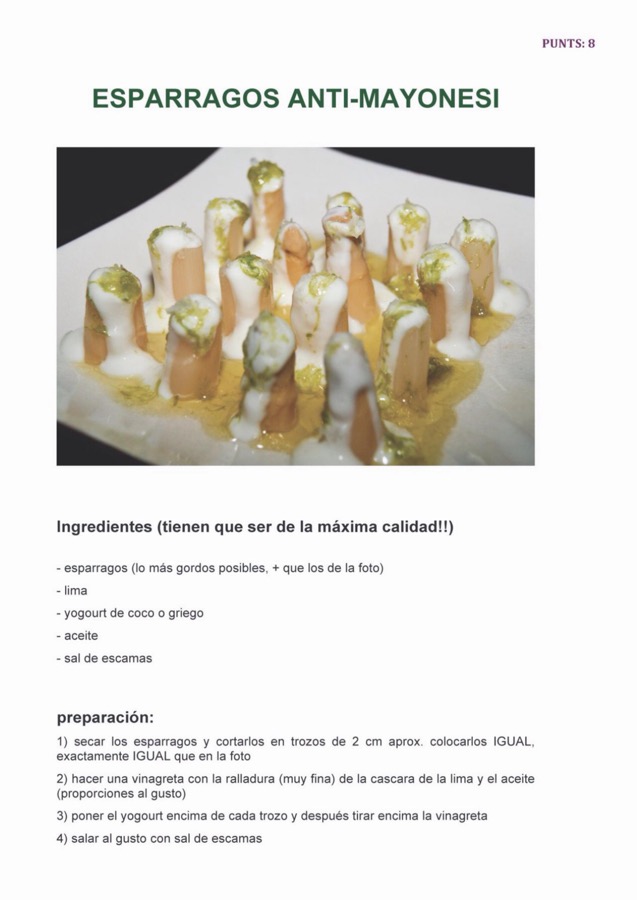 PUNTS: 8
ESPARRAGOS ANTI-MAYONESI
Ingredientes (tienen que ser de la máxima calidad!!)
- esparragos (lo más gordos posibles, + que los de la foto)
- lima
- yogourt de coco o griego
- aceite
- sal de escamas
preparación:
1) secar los esparragos y cortarlos en trozos de 2 cm aprox. colocarlos IGUAL,
exactamente IGUAL que en la foto
2) hacer una vinagreta con la ralladura (muy fina) de la cascara de la lima y el aceite
(proporciones al gusto)
3) poner el yogourt encima de cada trozo y después tirar encima la vinagreta
4) salar al gusto con sal de escamas